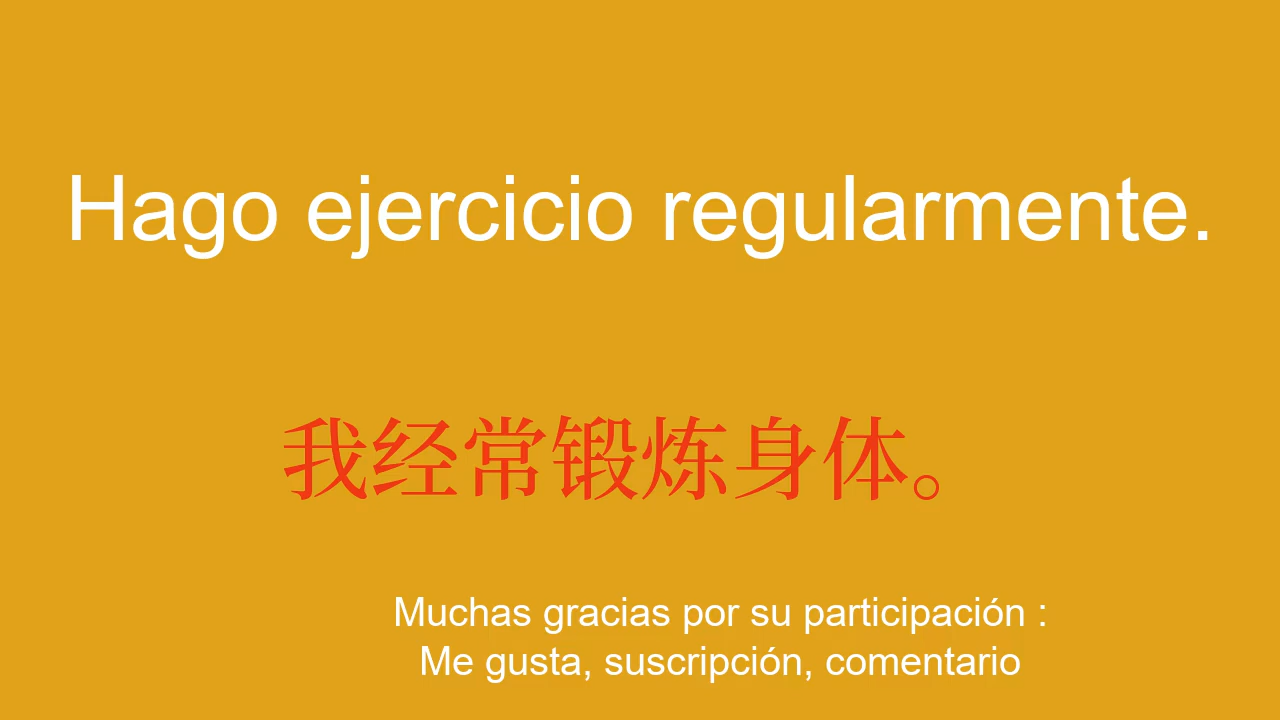 Hago ejercicio regularmente.
我经常锻炼身体。
Muchas gracias por su participación :
Me gusta, suscripción, comentario